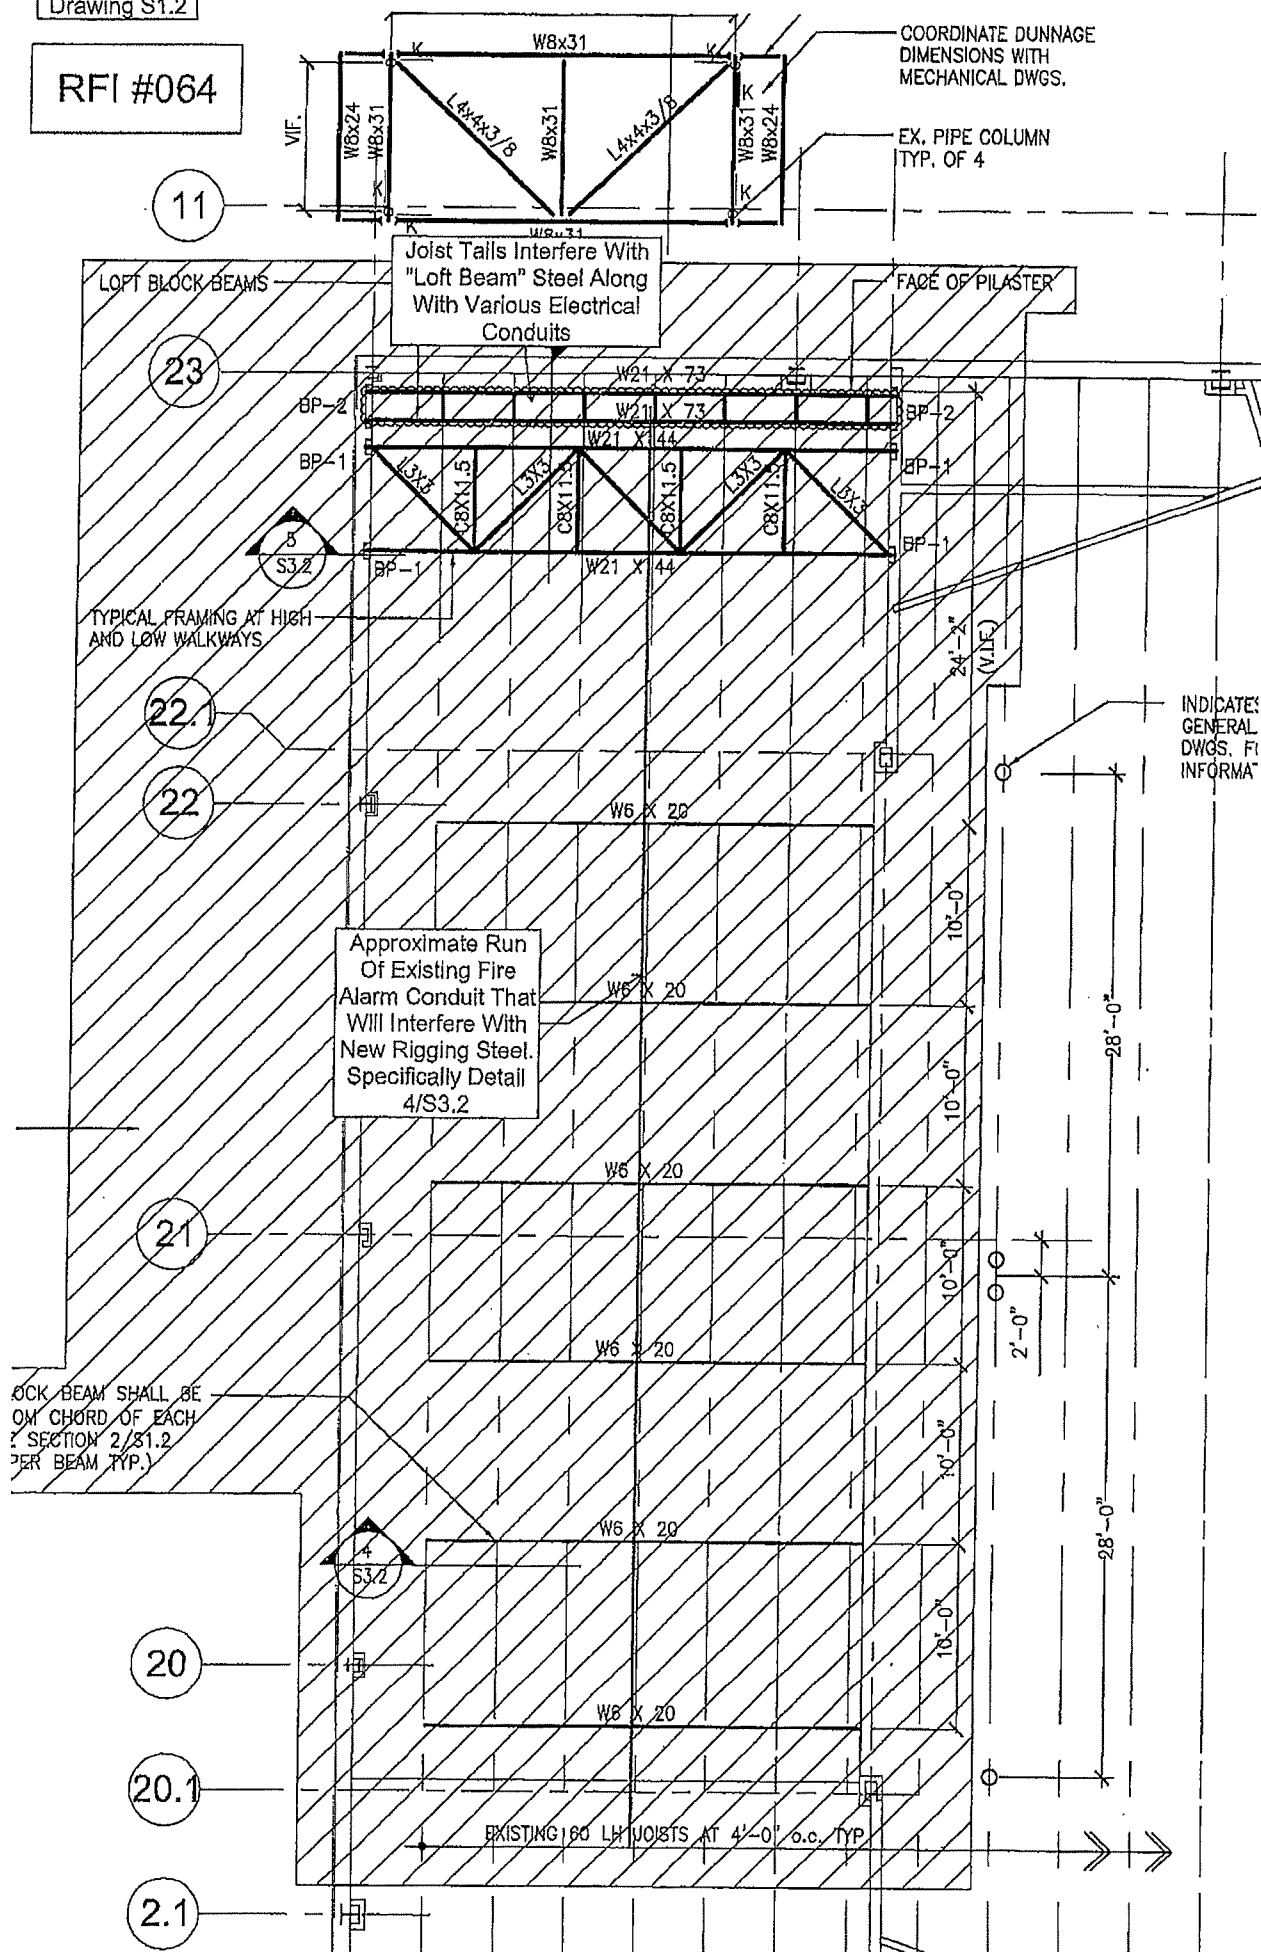 Drawing S1.2
RFI #064
W8x31
K
K
COORDINATE DUNNAGE
DIMENSIONS WITH
MECHANICAL DWGS.
VIF.
W8x24
W8x31
L4x4x3/8
W8x31
L4x4x3/8
K
W8x31
W8x24
EX. PIPE COLUMN
TYP. OF 4
11
K
K
K
W8x31
Joist Tails Interfere With
"Loft Beam" Steel Along
With Various Electrical
Conduits
LOFT BLOCK BEAMS
FACE OF PILASTER
23
W21 X 73
BP-2
W21 X 73
BP-2
W21 X 144
BP-1
BP-1
L3X3
C8X11.5
L3X3
C8X11.5
C8X11.5
L3X3
C8X11.5
L3X3
5
S3.2
BP-1
W21 X 144
BP-1
TYPICAL FRAMING AT HIGH
AND LOW WALKWAYS
24'-2"
(V.I.F.)
22.1
INDICATES
GENERAL
DWGS.
22
W6 X 20
10'-0"
Approximate Run
Of Existing Fire
Alarm Conduit That
Will Interfere With
New Rigging Steel.
Specifically Detail
4/S3.2
W6 X 20
28'-0"
10'-0"
W6 X 20
21
10'-0"
2'-0"
W6 X 20
OCK BEAM SHALL BE
OM CHORD OF EACH
SECTION 2/S1.2
PER BEAM TYP.)
10'-0"
28'-0"
W6 X 20
4
S3.2
10'-0"
20
W6 X 20
20.1
EXISTING 60 LH JOISTS AT 4'-0" o.c. TYP
2.1